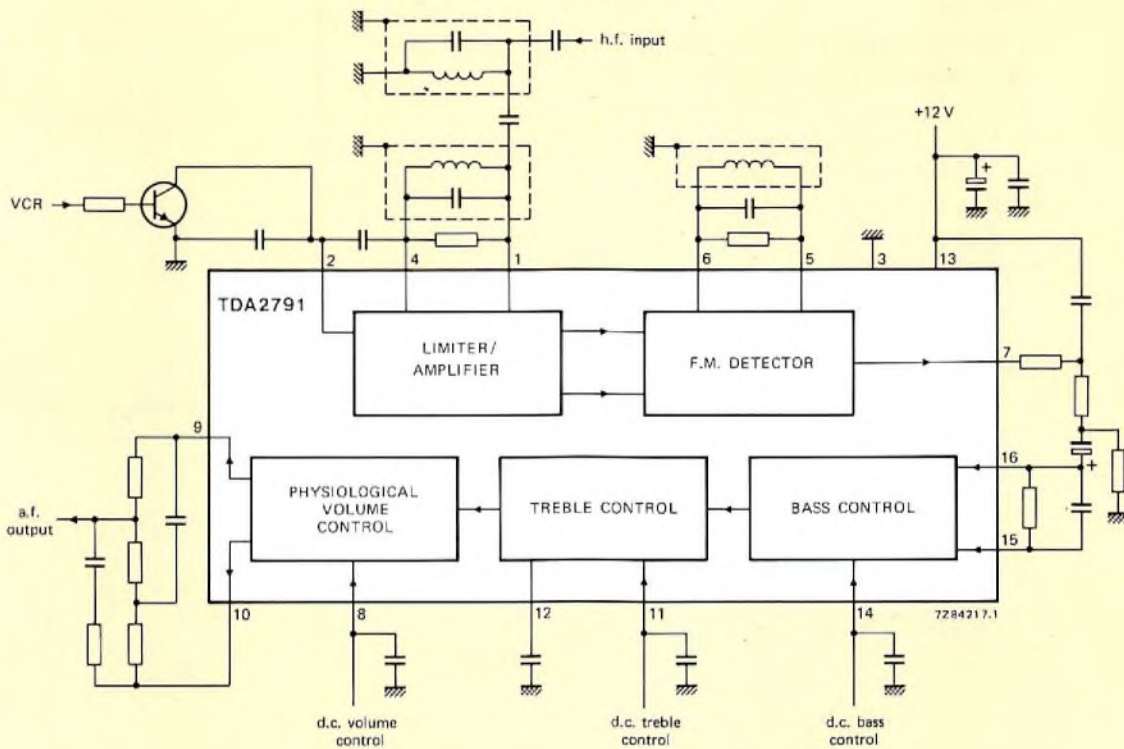 h.f. input
+12 V
VCR
2
4
1
6
5
3
13
TDA2791
LIMITER/
AMPLIFIER
F.M. DETECTOR
7
9
16
PHYSIOLOGICAL
VOLUME
CONTROL
TREBLE CONTROL
BASS CONTROL
a.f.
output
15
10
8
12
11
14
7Z84217.1
d.c. volume
control
d.c. treble
control
d.c. bass
control